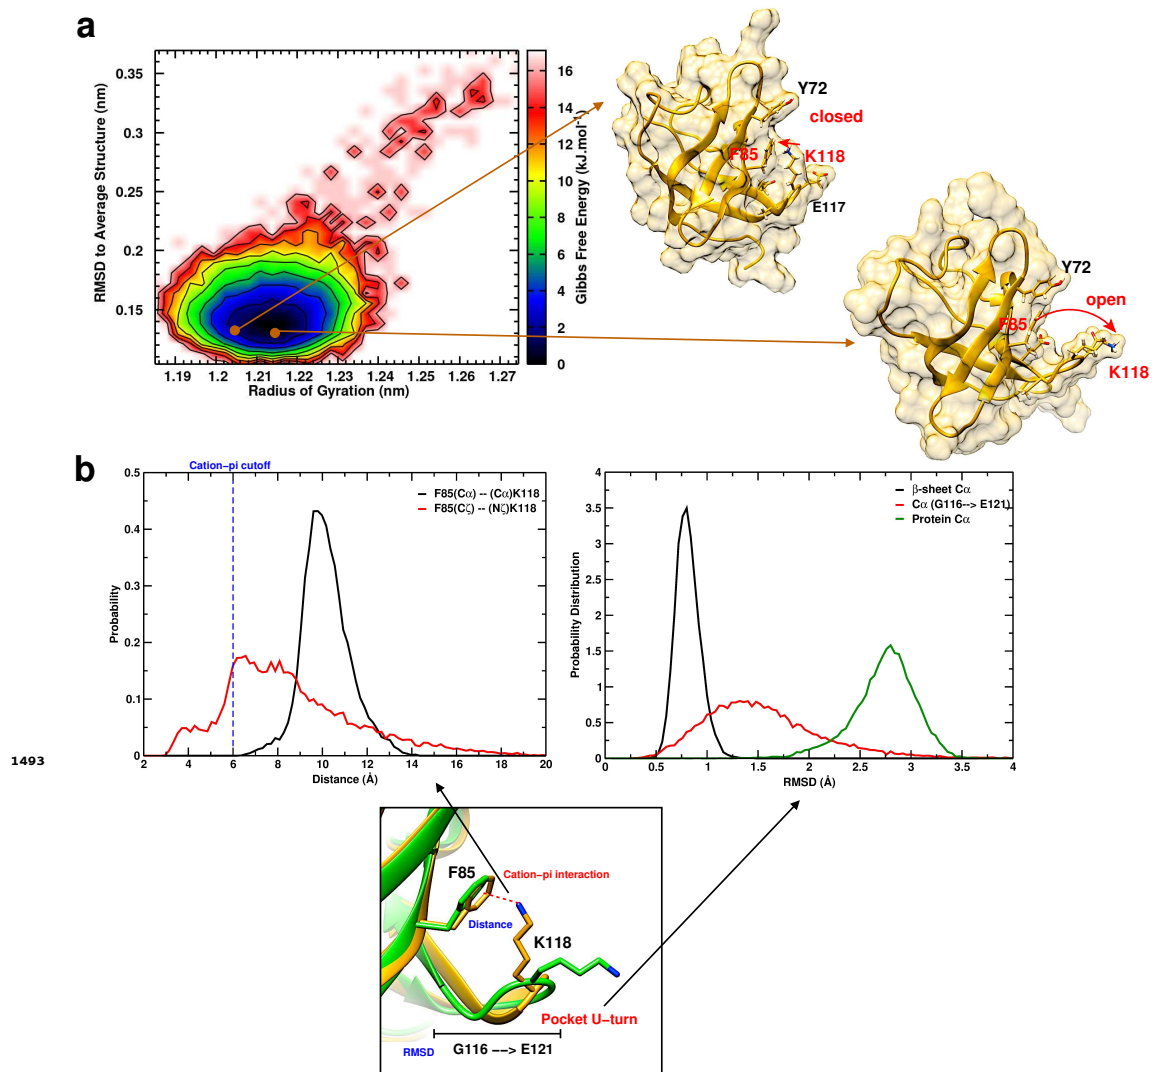 a
RMSD to Average Structure (nm)
0.35
0.3
0.25
0.2
0.15
1.19
1.2
1.21
1.22
1.23
1.24
1.25
1.26
1.27
Radius of Gyration (nm)
16
14
12
10
8
6
4
2
0
Gibbs Free Energy (kJ.mol-1)
Y72
closed
F85
K118
E117
Y72
open
F85
K118
b
Cation−pi cutoff
0.5
0.4
0.3
0.2
0.1
0
Probability
F85(Cα) -- (Cα)K118
F85(Cζ) -- (Nζ)K118
2
4
6
8
10
12
14
16
18
20
Distance (Å)
4
3.5
3
2.5
2
1.5
1
0.5
0
Probability Distribution
β-sheet Cα
Cα (G116--> E121)
Protein Cα
0
0.5
1
1.5
2
2.5
3
3.5
4
RMSD (Å)
1493
F85
Cation−pi interaction
Distance
K118
Pocket U−turn
RMSD
G116 −−> E121